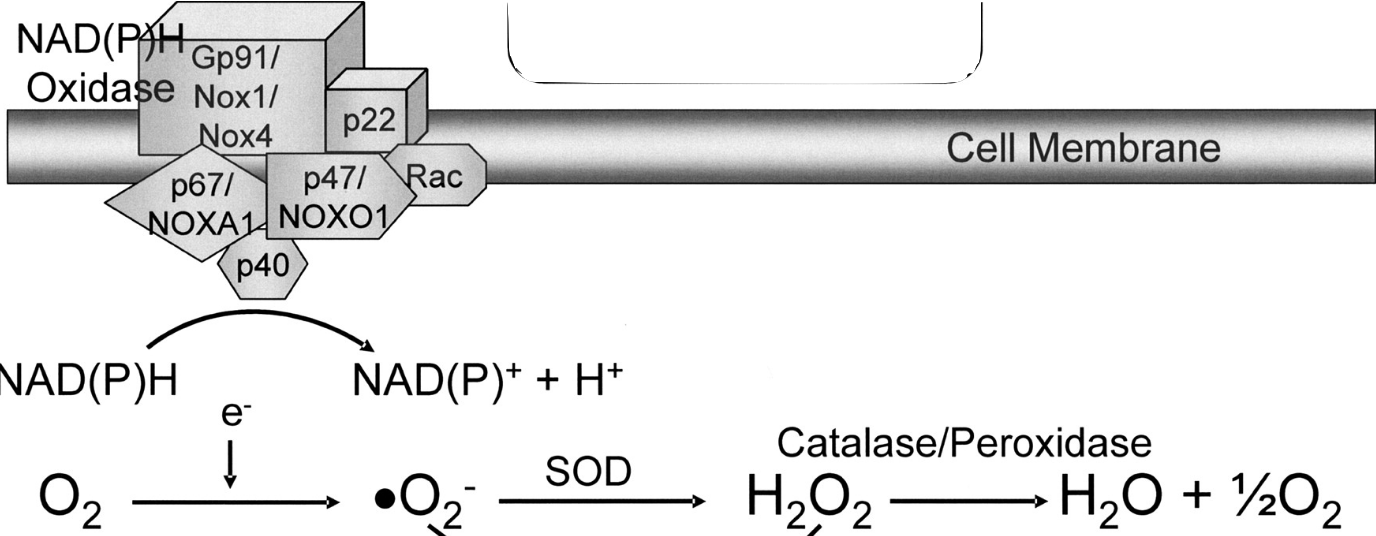 NAD(P)H
Oxidase
Gp91/
Nox1/
Nox4
p22
Cell Membrane
p67/
NOXA1
p47/
NOXO1
Rac
p40
NAD(P)H
NAD(P)⁺ + H⁺
e⁻
Catalase/Peroxidase
SOD
O₂
•O₂⁻
H₂O₂
H₂O + ½O₂